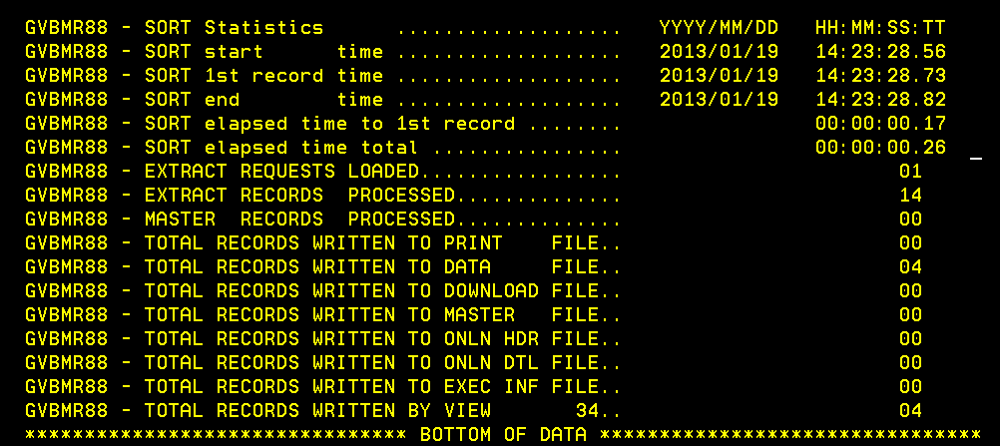 GVBMR88 - SORT Statistics      ...................   YYYY/MM/DD   HH:MM:SS:TT
GVBMR88 - SORT start      time ...................   2013/01/19   14:23:28.56
GVBMR88 - SORT 1st record time ...................   2013/01/19   14:23:28.73
GVBMR88 - SORT end        time ...................   2013/01/19   14:23:28.82
GVBMR88 - SORT elapsed time to 1st record ........                00:00:00.17
GVBMR88 - SORT elapsed time total ................                00:00:00.26  _
GVBMR88 - EXTRACT REQUESTS LOADED.................                       01
GVBMR88 - EXTRACT RECORDS  PROCESSED..............                       14
GVBMR88 - MASTER  RECORDS  PROCESSED..............                       00
GVBMR88 - TOTAL RECORDS WRITTEN TO PRINT    FILE..                       00
GVBMR88 - TOTAL RECORDS WRITTEN TO DATA     FILE..                       04
GVBMR88 - TOTAL RECORDS WRITTEN TO DOWNLOAD FILE..                       00
GVBMR88 - TOTAL RECORDS WRITTEN TO MASTER   FILE..                       00
GVBMR88 - TOTAL RECORDS WRITTEN TO ONLN HDR FILE..                       00
GVBMR88 - TOTAL RECORDS WRITTEN TO ONLN DTL FILE..                       00
GVBMR88 - TOTAL RECORDS WRITTEN TO EXEC INF FILE..                       00
GVBMR88 - TOTAL RECORDS WRITTEN BY VIEW       34..                       04
******************************** BOTTOM OF DATA ********************************